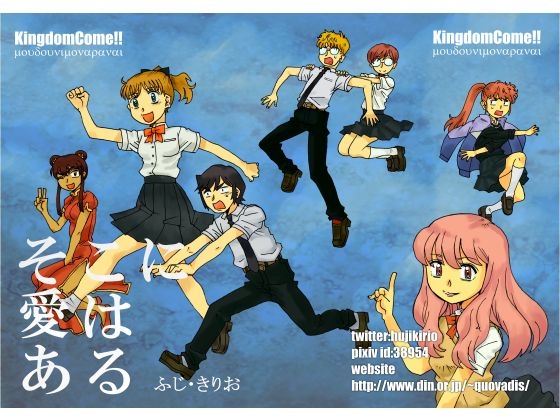 KingdomCome!!
μουδουνιμοναραναι
そこに
愛は
ある
ふじ・きりお
KingdomCome!!
μουδουνιμοναραναι
twitter:hujikirio
pixiv id:38954
website
http://www.din.or.jp/~quovadis/